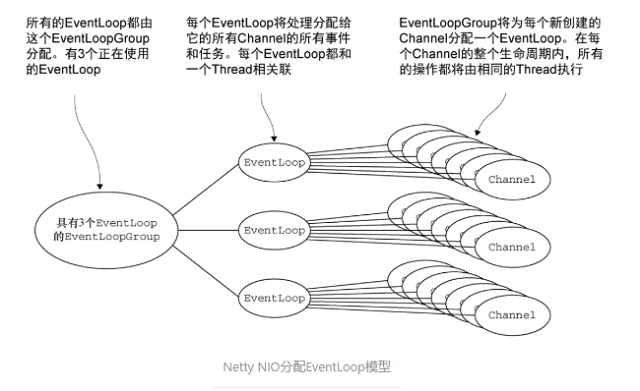 所有的EventLoop都由
这个EventLoopGroup
分配。有3个正在使用
的EventLoop
每个EventLoop将处理分配给
它的所有Channel的所有事件
和任务。每个EventLoop都和
一个Thread相关联
EventLoopGroup将为每个新创建的
Channel分配一个EventLoop。在每
个Channel的整个生命周期内，所有
的操作都将由相同的Thread执行
EventLoop
Channel
具有3个EventLoop
的EventLoopGroup
EventLoop
Channel
EventLoop
Channel
Netty NIO分配EventLoop模型